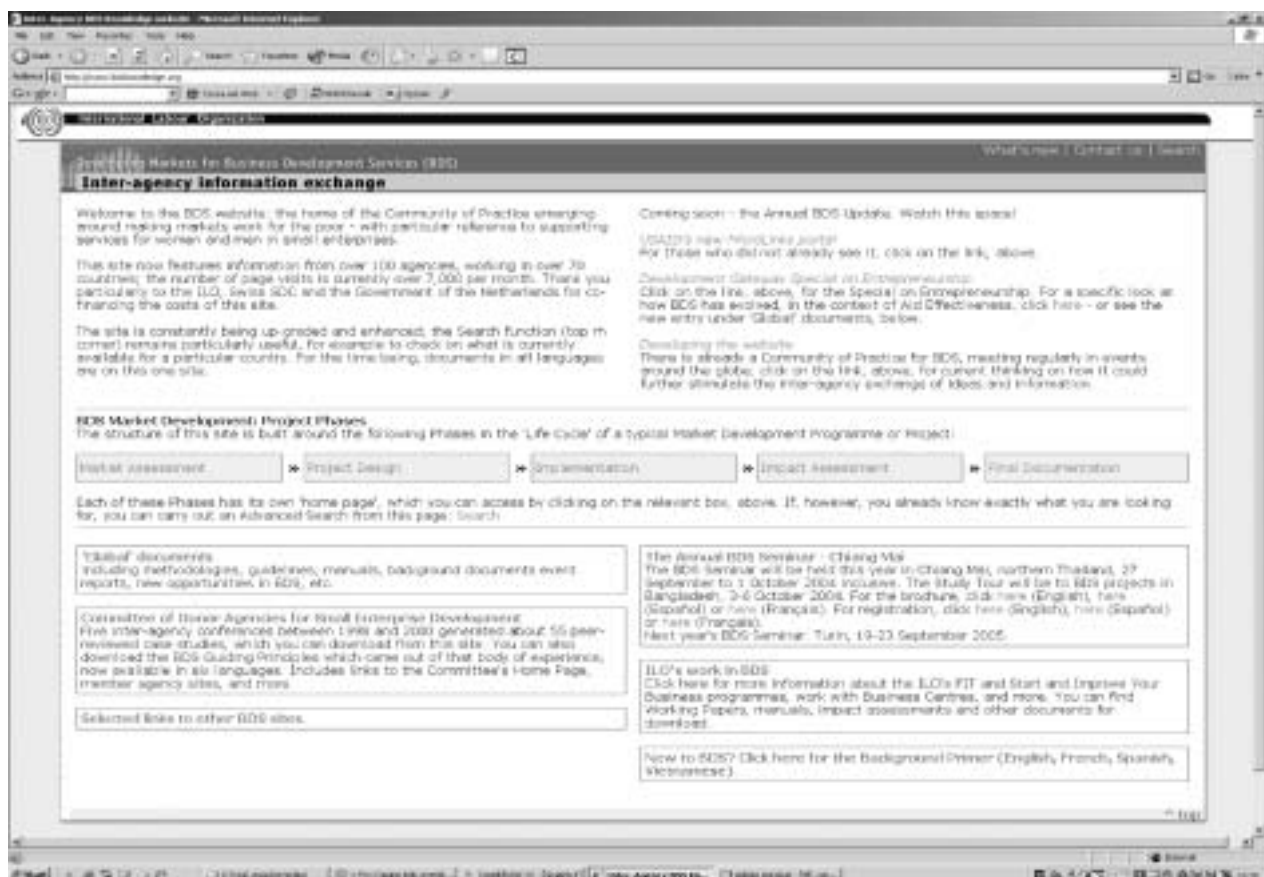 Inter-Agency BDS Knowledge website - Microsoft Internet Explorer
File Edit View Favorites Tools Help
Back Search Favorites Media
Address
Google
International Labour Organization
What's new | Contact us | Search
Developing Markets for Business Development Services (BDS)
Inter-agency information exchange
Welcome to the BDS website: the home of the Community of Practice emerging
around making markets work for the poor - with particular reference to supporting
services for women and men in small enterprises.
This site now features information from over 100 agencies, working in over 70
countries; the number of page visits is currently over 7,000 per month. Thank you
particularly to the ILO, Swiss SDC and the Government of the Netherlands for co-
financing the costs of this site.
The site is constantly being up-graded and enhanced; the Search function (top rh
corner) remains particularly useful, for example to check on what is currently
available for a particular country. For the time being, documents in all languages
are on this one site.
Coming soon - the Annual BDS Update. Watch this space!
USAID's new MicroLinks portal
For those who did not already see it, click on the link, above.
Development Gateway Special on Entrepreneurship
Click on the link, above, for the Special on Entrepreneurship. For a specific look at
how BDS has evolved, in the context of Aid Effectiveness, click here - or see the
new entry under 'Global' documents, below.
Developing the website
There is already a Community of Practice for BDS, meeting regularly in events
around the globe; click on the link, above, for current thinking on how it could
further stimulate the inter-agency exchange of ideas and information.
BDS Market Development: Project Phases
The structure of this site is built around the following Phases in the 'Life Cycle' of a typical Market Development Programme or Project:
Market Assessment » Project Design » Implementation » Impact Assessment » Final Documentation
Each of these Phases has its own 'home page', which you can access by clicking on the relevant box, above. If, however, you already know exactly what you are looking
for, you can carry out an Advanced Search from this page: Search
'Global' documents
Including methodologies, guidelines, manuals, background documents event
reports, new opportunities in BDS, etc.
Committee of Donor Agencies for Small Enterprise Development
Five inter-agency conferences between 1998 and 2000 generated about 55 peer-
reviewed case studies, which you can download from this site. You can also
download the BDS Guiding Principles which came out of that body of experience,
now available in six languages. Includes links to the Committee's Home Page,
member agency sites, and more.
Selected links to other BDS sites.
The Annual BDS Seminar - Chiang Mai
The BDS Seminar will be held this year in Chiang Mai, northern Thailand, 27
September to 1 October 2004 inclusive. The Study Tour will be to BDS projects in
Bangladesh, 3-6 October 2004. For the brochure, click here (English), here
(Español) or here (Français). For registration, click here (English), here (Español)
or here (Français).
Next year's BDS Seminar: Turin, 19-23 September 2005.
ILO's work in BDS
Click here for more information about the ILO's FIT and Start and Improve Your
Business programmes, work with Business Centres, and more. You can find
Working Papers, manuals, impact assessments and other documents for
download.
New to BDS? Click here for the Background Primer (English, French, Spanish,
Vietnamese)
^ top